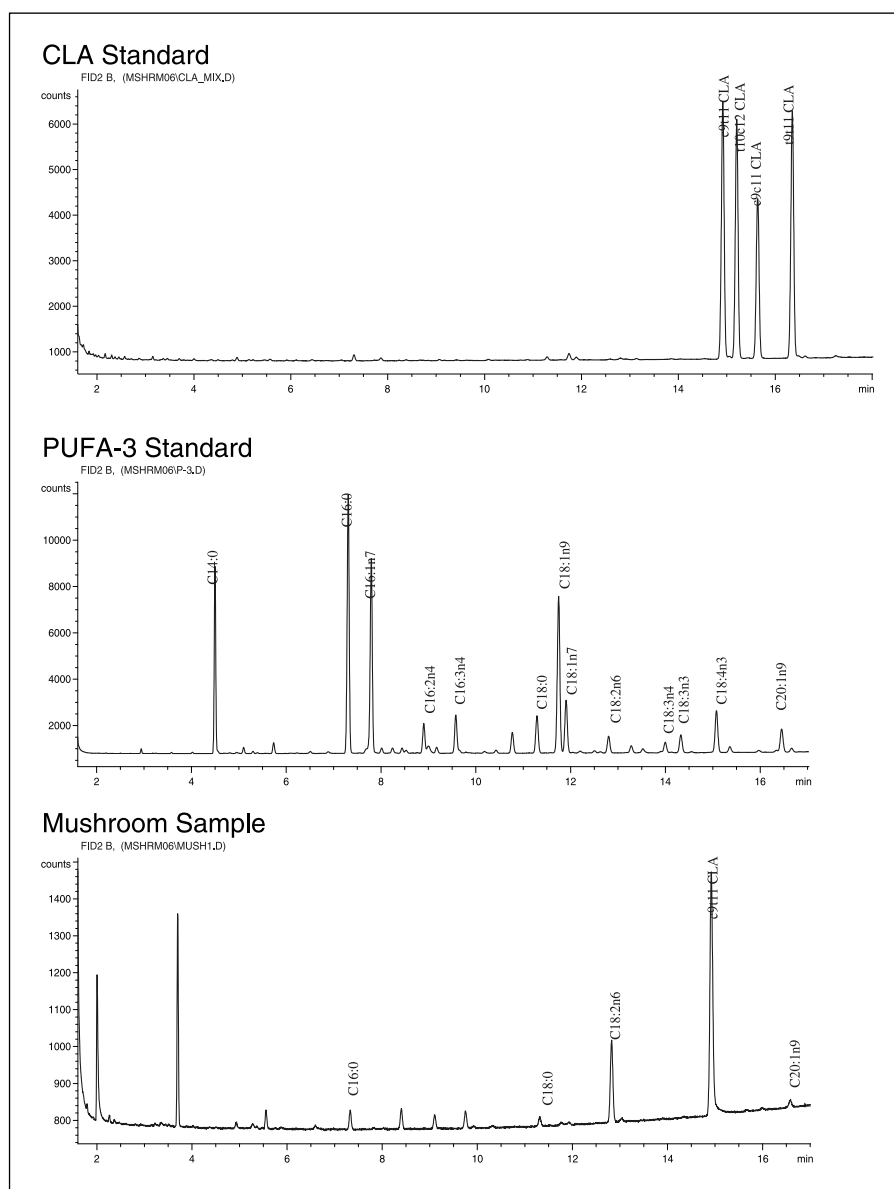 CLA Standard
FID2 B, (MSHRM06\CLA_MIX.D)
counts
c9t11 CLA
t10c12 CLA
c9c11 CLA
t9t11 CLA
6000
5000
4000
3000
2000
1000
2 4 6 8 10 12 14 16 min
PUFA-3 Standard
FID2 B, (MSHRM06\P-3.D)
counts
C14:0
C16:0
C16:1n7
C16:2n4
C16:3n4
C18:0
C18:1n9
C18:1n7
C18:2n6
C18:3n4
C18:3n3
C18:4n3
C20:1n9
10000
8000
6000
4000
2000
2 4 6 8 10 12 14 16 min
Mushroom Sample
FID2 B, (MSHRM06\MUSH1.D)
counts
C16:0
C18:0
C18:2n6
c9t11 CLA
C20:1n9
1400
1300
1200
1100
1000
900
800
2 4 6 8 10 12 14 16 min